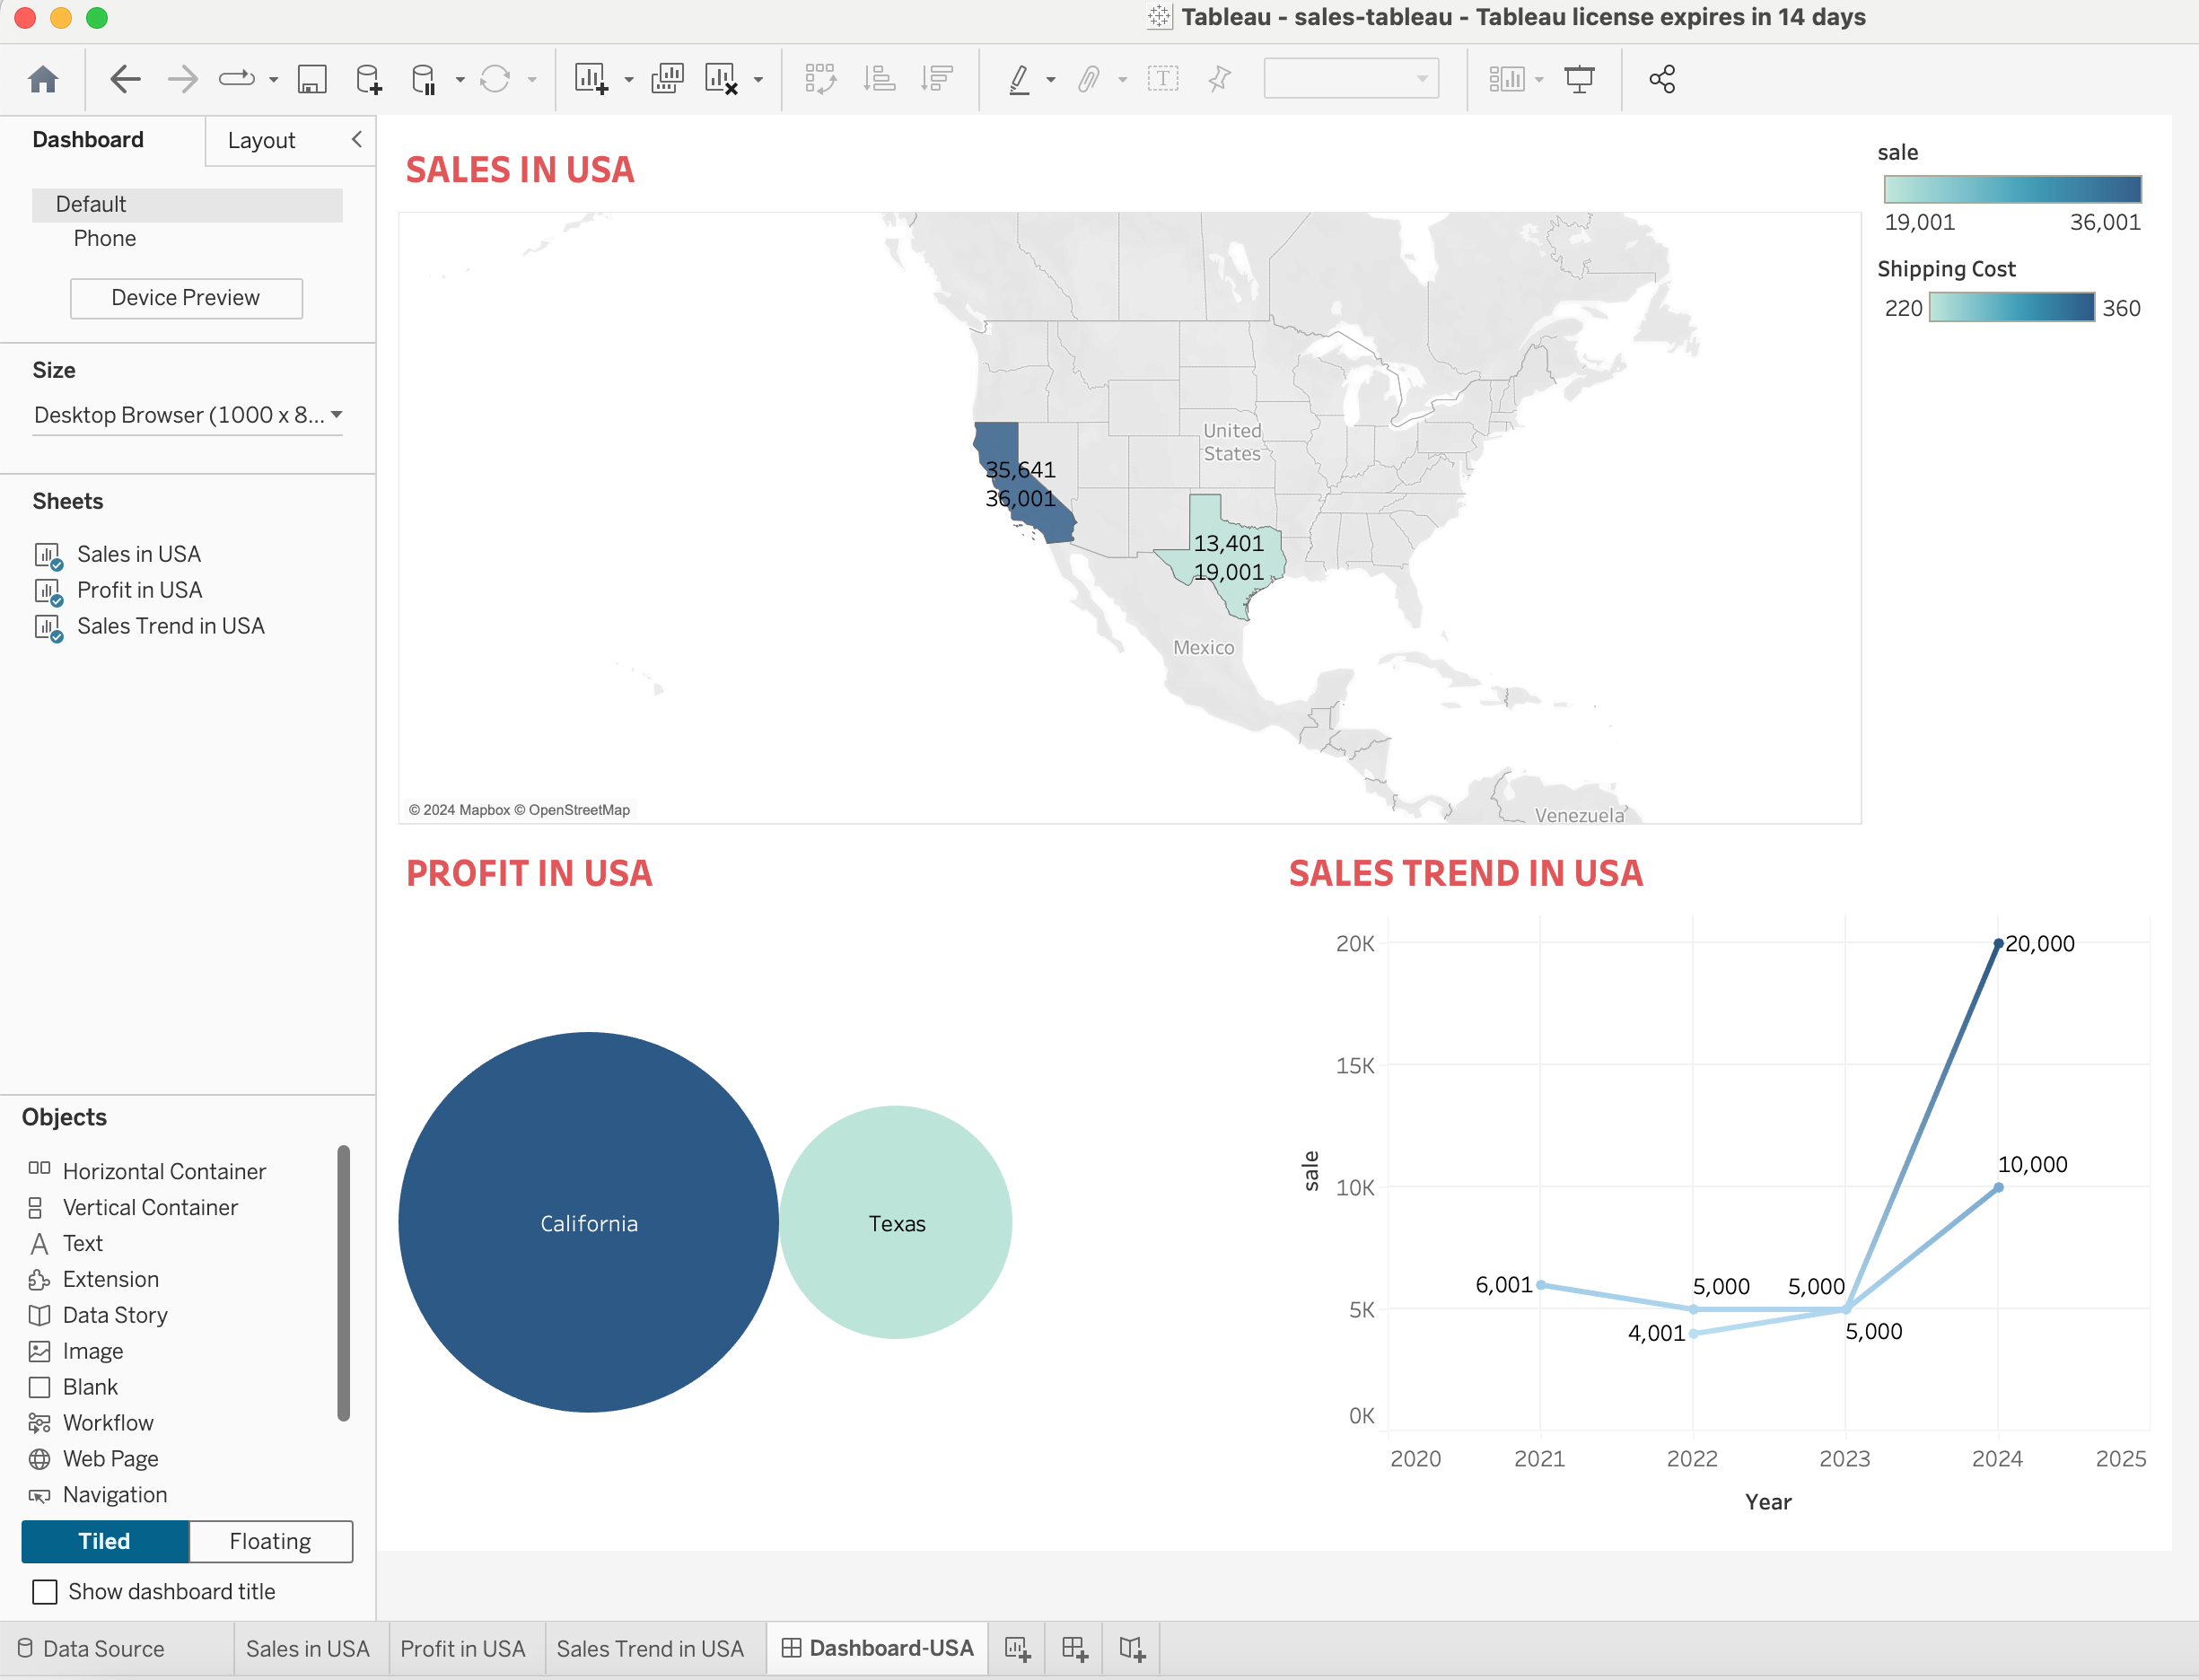 Tableau - sales-tableau - Tableau license expires in 14 days
Dashboard
Layout
Default
Phone
Device Preview
Size
Desktop Browser (1000 x 8...
Sheets
Sales in USA
Profit in USA
Sales Trend in USA
Objects
Horizontal Container
Vertical Container
Text
Extension
Data Story
Image
Blank
Workflow
Web Page
Navigation
Tiled
Floating
Show dashboard title
SALES IN USA
United
States
35,641
36,001
13,401
19,001
Mexico
Venezuela
© 2024 Mapbox © OpenStreetMap
sale
19,001 36,001
Shipping Cost
220 360
PROFIT IN USA
California
Texas
SALES TREND IN USA
20K
15K
10K
5K
0K
sale
20,000
10,000
6,001
5,000
5,000
4,001
5,000
2020 2021 2022 2023 2024 2025
Year
Data Source
Sales in USA
Profit in USA
Sales Trend in USA
Dashboard-USA